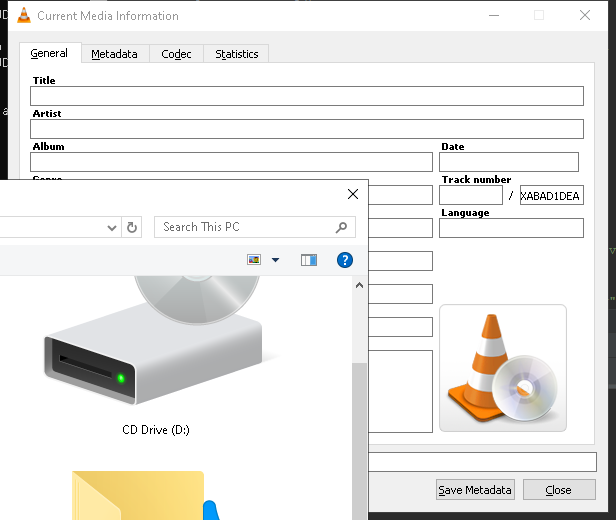 Current Media Information
General Metadata Codec Statistics
Title
Artist
Album Date
Genre Track number
/ XABAD1DEA
Language
Search This PC
CD Drive (D:)
Save Metadata Close